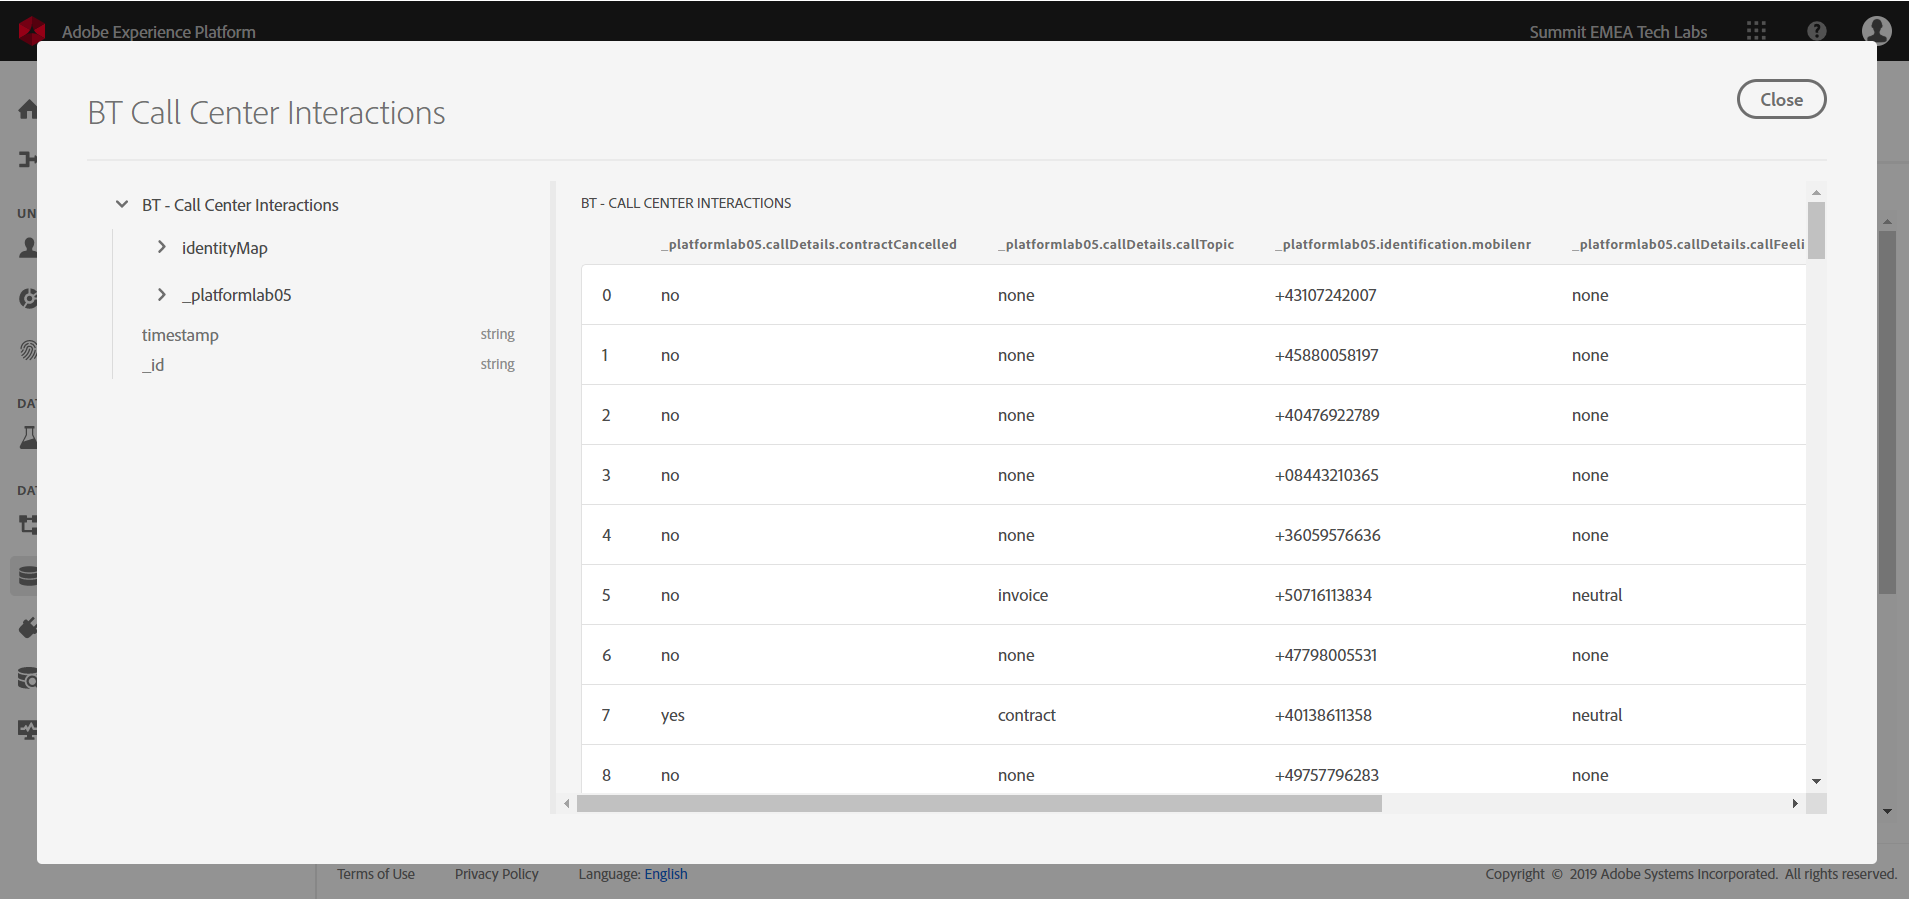 Adobe Experience Platform
Summit EMEA Tech Labs
BT Call Center Interactions
Close
UN
DAT
DAT
BT - Call Center Interactions
identityMap
_platformlab05
timestamp string
_id string
BT - CALL CENTER INTERACTIONS
_platformlab05.callDetails.contractCancelled _platformlab05.callDetails.callTopic _platformlab05.identification.mobilenr _platformlab05.callDetails.callFeeli
0 no none +43107242007 none
1 no none +45880058197 none
2 no none +40476922789 none
3 no none +08443210365 none
4 no none +36059576636 none
5 no invoice +50716113834 neutral
6 no none +47798005531 none
7 yes contract +40138611358 neutral
8 no none +49757796283 none
Terms of Use Privacy Policy Language: English Copyright © 2019 Adobe Systems Incorporated. All rights reserved.